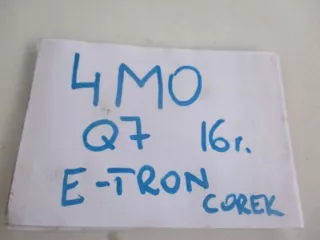 4M0
Q7 16r.
E-TRON
COREK